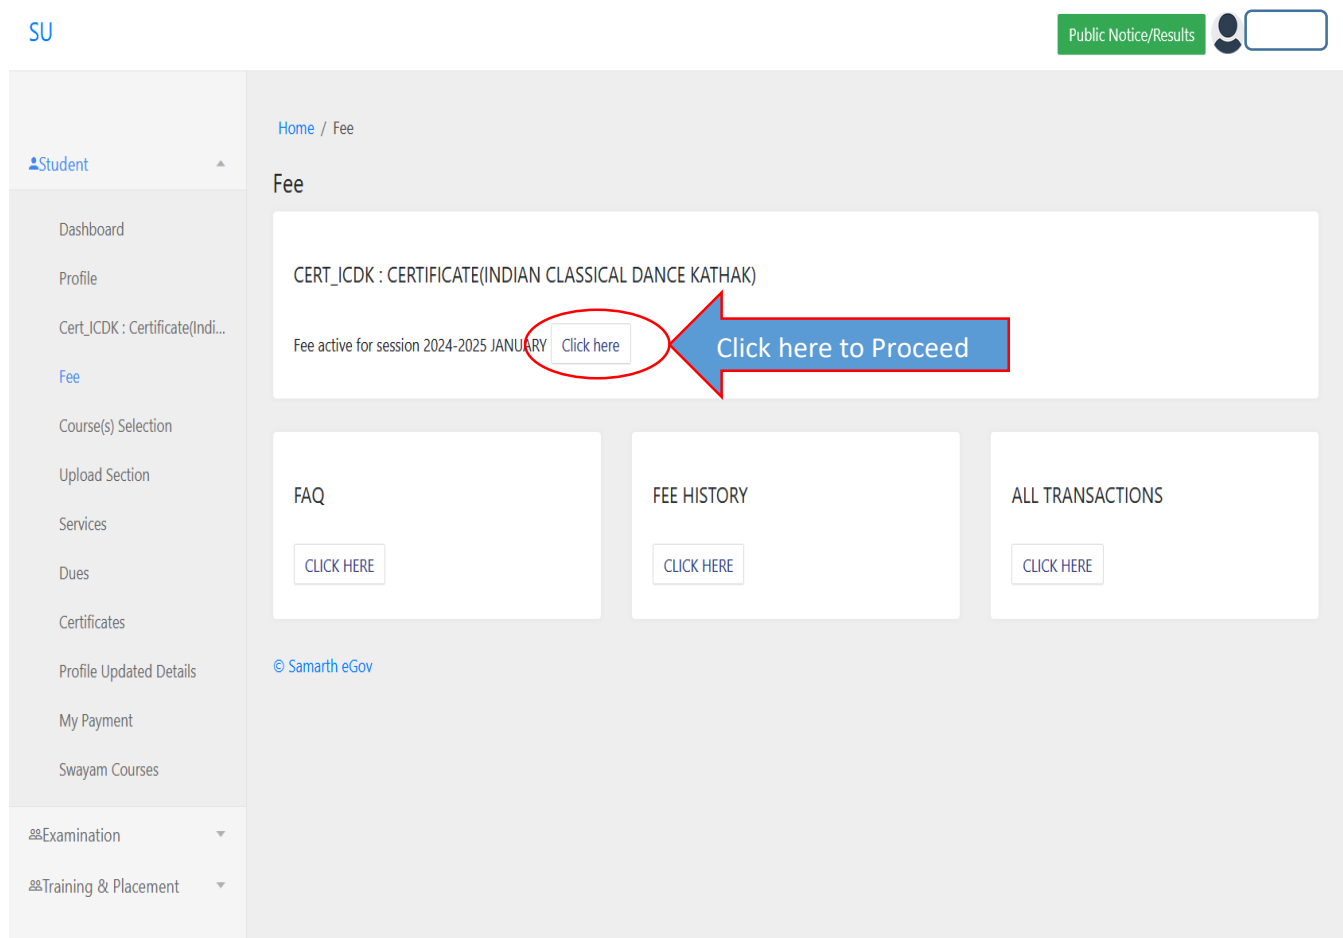 SU
Public Notice/Results
Home / Fee
Student
Fee
Dashboard
Profile
Cert_ICDK : Certificate(Indi...
Fee
Course(s) Selection
Upload Section
Services
Dues
Certificates
Profile Updated Details
My Payment
Swayam Courses
Examination
Training & Placement
CERT_ICDK : CERTIFICATE(INDIAN CLASSICAL DANCE KATHAK)
Fee active for session 2024-2025 JANUARY Click here
Click here to Proceed
FAQ
CLICK HERE
FEE HISTORY
CLICK HERE
ALL TRANSACTIONS
CLICK HERE
© Samarth eGov